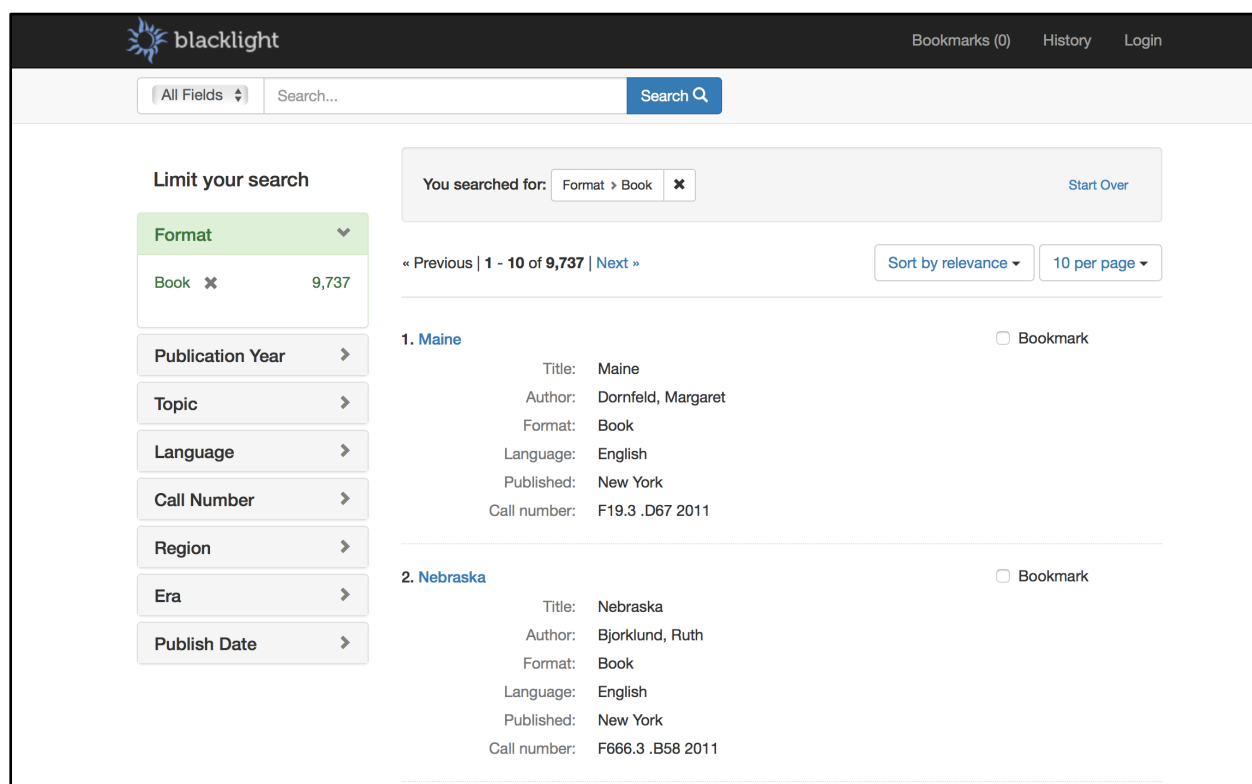 blacklight
Bookmarks (0) History Login
All Fields Search... Search
Limit your search
Format
Book ✖ 9,737
Publication Year
Topic
Language
Call Number
Region
Era
Publish Date
You searched for: Format > Book ✖ Start Over
« Previous | 1 - 10 of 9,737 | Next » Sort by relevance 10 per page
1. Maine Bookmark
Title: Maine
Author: Dornfeld, Margaret
Format: Book
Language: English
Published: New York
Call number: F19.3 .D67 2011
2. Nebraska Bookmark
Title: Nebraska
Author: Bjorklund, Ruth
Format: Book
Language: English
Published: New York
Call number: F666.3 .B58 2011